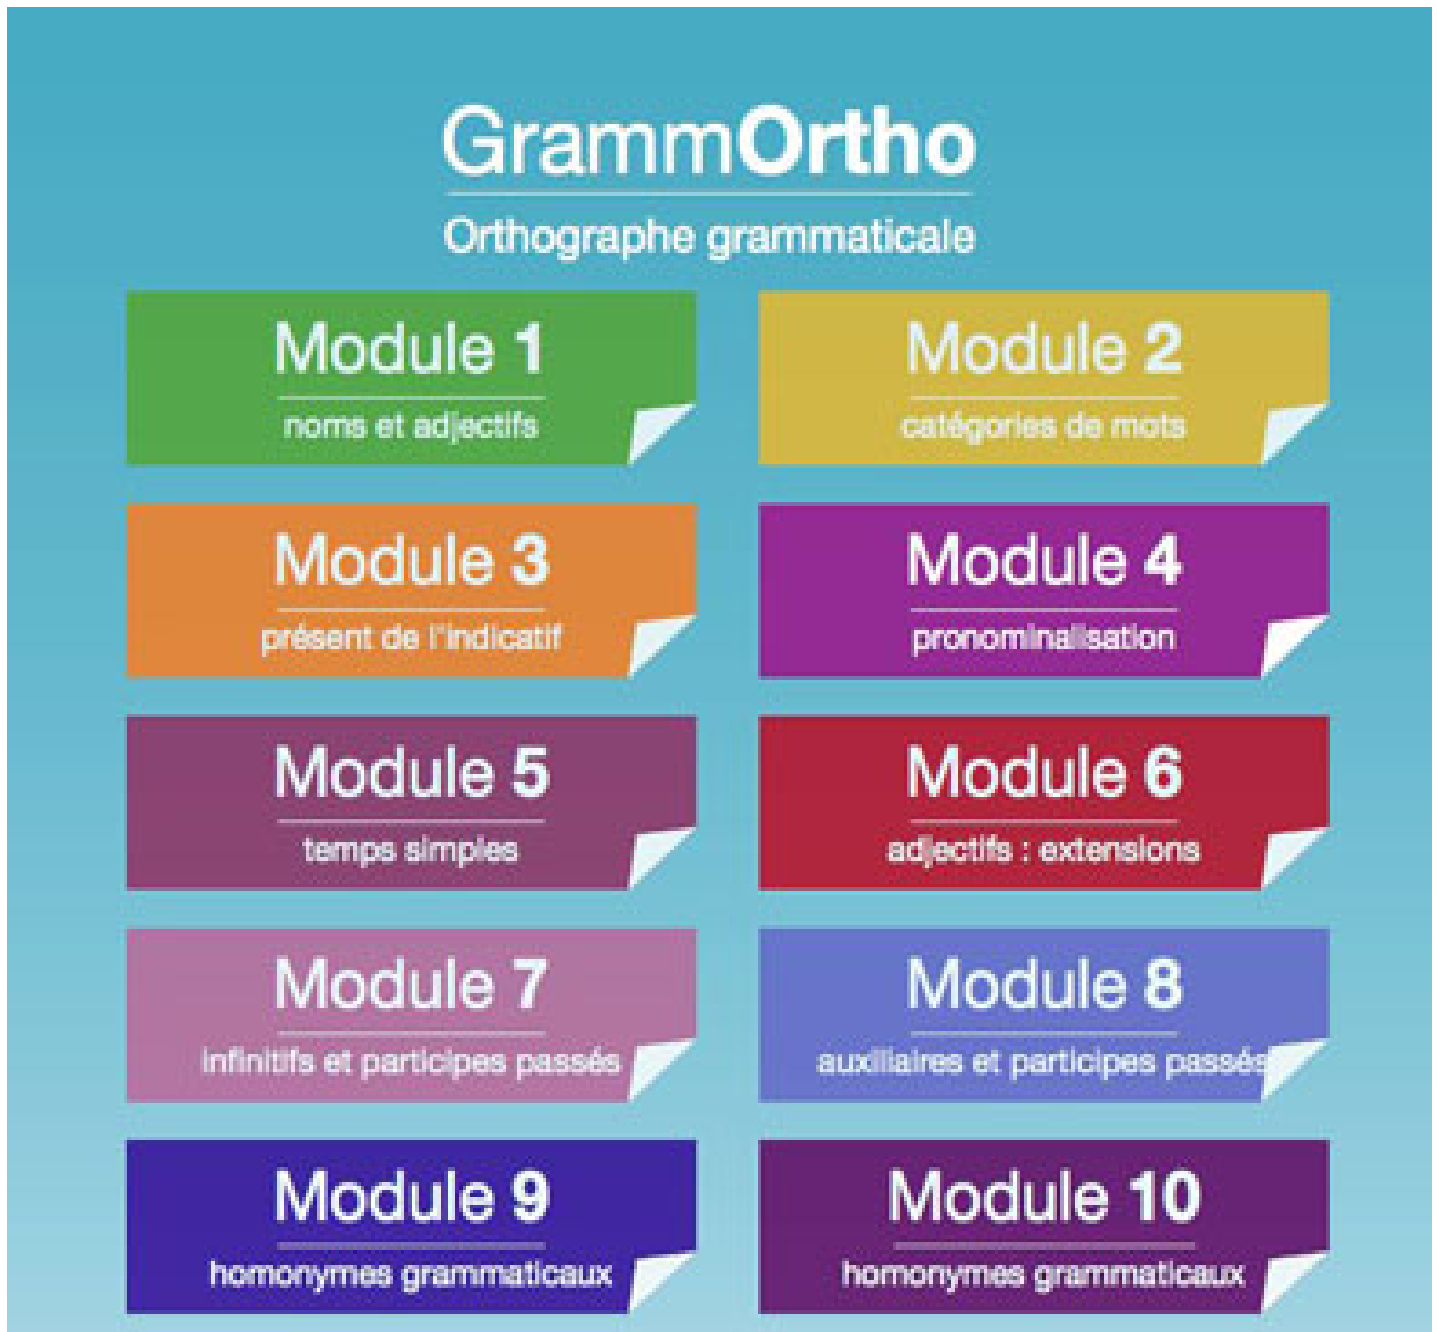 GrammOrtho
Orthographe grammaticale
Module 1
noms et adjectifs
Module 2
catégories de mots
Module 3
présent de l'indicatif
Module 4
pronominalisation
Module 5
temps simples
Module 6
adjectifs : extensions
Module 7
infinitifs et participes passés
Module 8
auxiliaires et participes passés
Module 9
homonymes grammaticaux
Module 10
homonymes grammaticaux